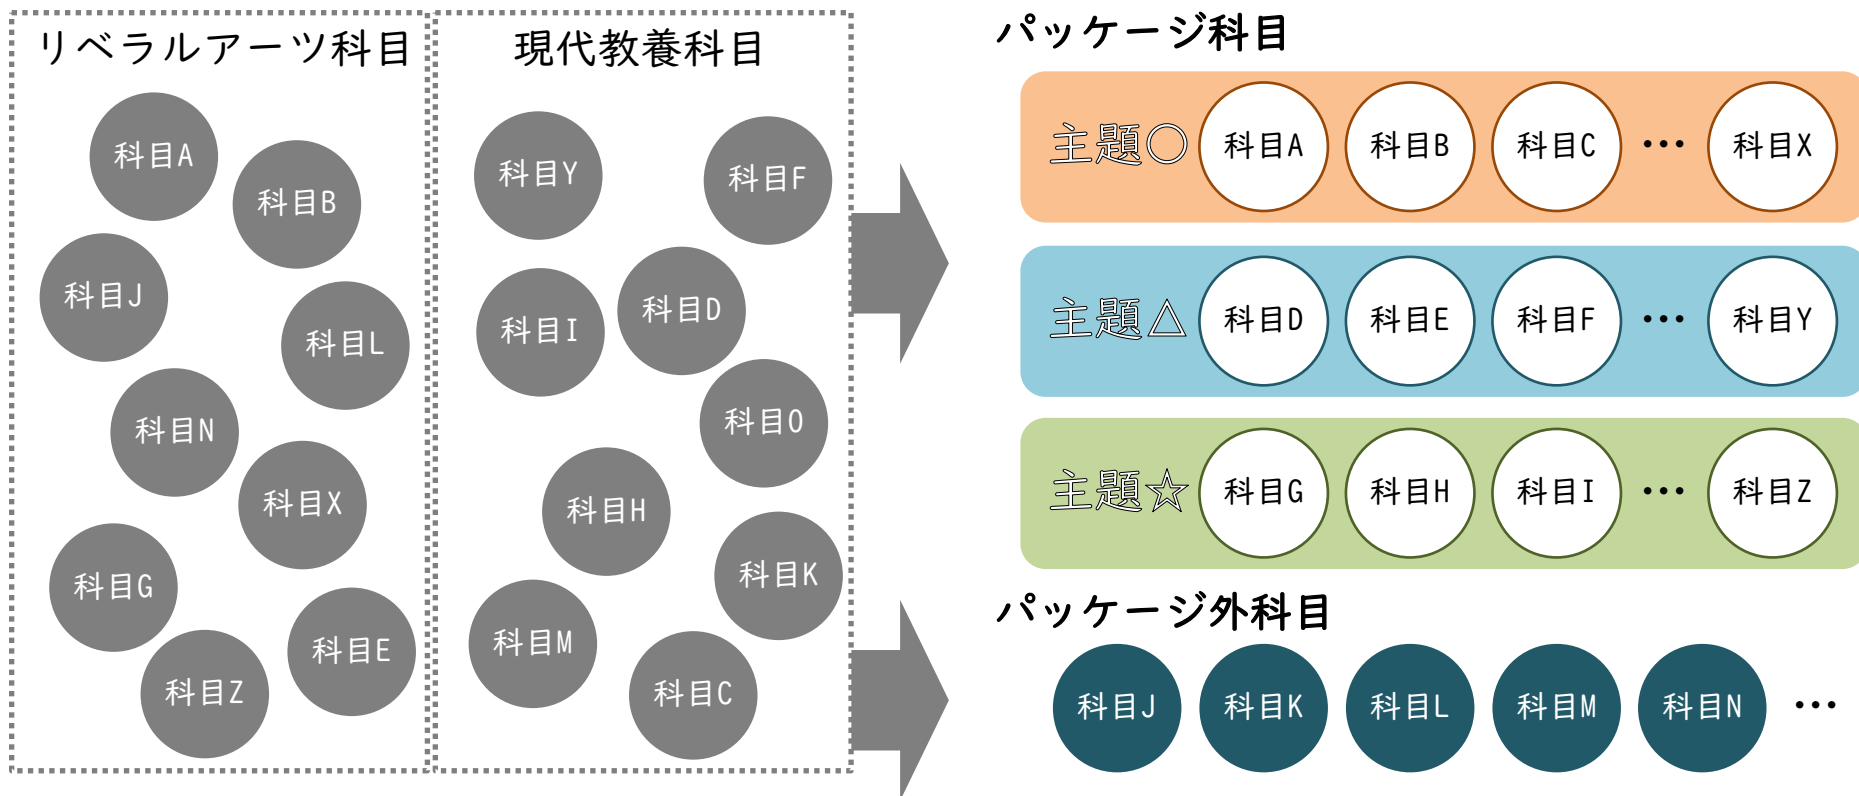 リベラルアーツ科目
科目A
科目B
科目J
科目L
科目N
科目X
科目G
科目E
科目Z
現代教養科目
科目Y
科目F
科目I
科目D
科目O
科目H
科目K
科目M
科目C
パッケージ科目
主題○ 科目A 科目B 科目C … 科目X
主題△ 科目D 科目E 科目F … 科目Y
主題☆ 科目G 科目H 科目I … 科目Z
パッケージ外科目
科目J 科目K 科目L 科目M 科目N …